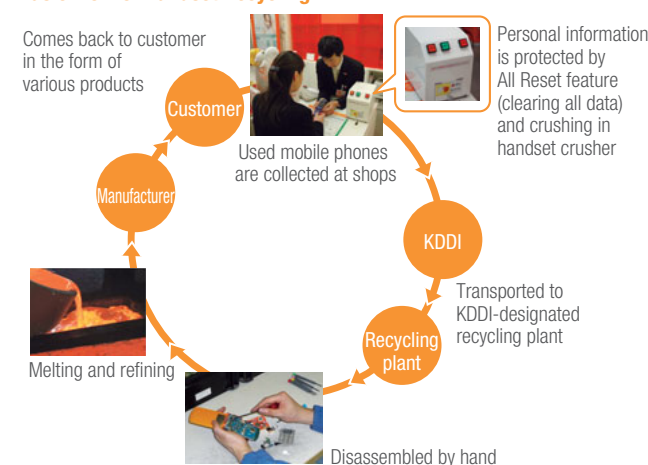 Comes back to customer
in the form of
various products
Customer
Personal information
is protected by
All Reset feature
(clearing all data)
and crushing in
handset crusher
Used mobile phones
are collected at shops
Manufacturer
KDDI
Transported to
KDDI-designated
recycling plant
Recycling
plant
Melting and refining
Disassembled by hand